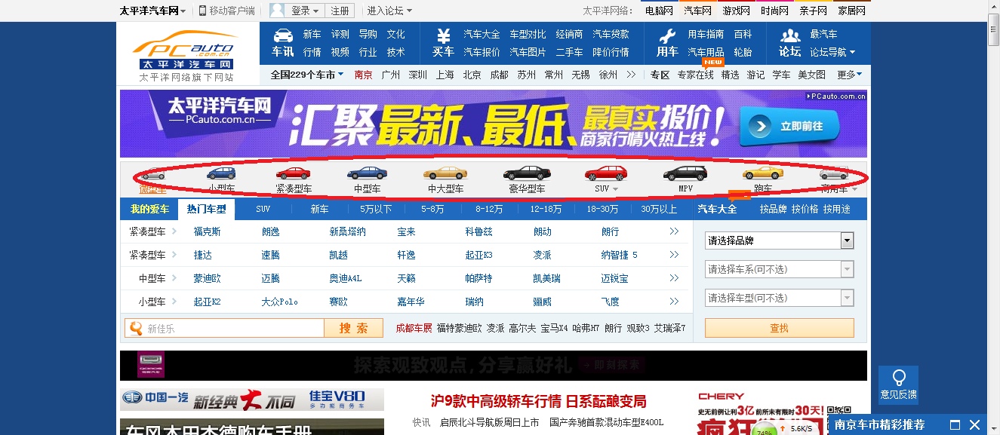 太平洋汽车网 移动客户端 登录 注册 进入论坛 太平洋网络: 电脑网 汽车网 游戏网 时尚网 亲子网 家居网
PCauto
.com.cn
太平洋汽车网
太平洋网络旗下网站
车讯 新车 评测 导购 文化
行情 视频 行业 技术
买车 汽车大全 车型对比 经销商 汽车贷款
汽车报价 汽车图片 二手车 降价行情
用车 用车指南 百科
汽车用品 轮胎
论坛 最汽车
论坛导航
NEW
全国229个车市 南京 广州 深圳 上海 北京 成都 苏州 常州 无锡 徐州 >> 专区 专家在线 精选 游记 学车 美女图 更多
太平洋汽车网
PCauto.com.cn
汇聚最新、最低、最真实报价!
商家行情火热上线!
立即前往
PCauto.com.cn
微型车 小型车 紧凑型车 中型车 中大型车 豪华型车 SUV MPV 跑车 商用车
我的爱车 热门车型 SUV 新车 5万以下 5-8万 8-12万 12-18万 18-30万 30万以上 汽车大全 按品牌 按价格 按用途
紧凑型车 福克斯 朗逸 新桑塔纳 宝来 科鲁兹 朗动 朗行 >>
紧凑型车 捷达 速腾 凯越 轩逸 起亚K3 凌派 纳智捷 5 >>
中型车 蒙迪欧 迈腾 奥迪A4L 天籁 帕萨特 凯美瑞 迈锐宝 >>
小型车 起亚K2 大众Polo 赛欧 嘉年华 瑞纳 骊威 飞度 >>
请选择品牌
请选择车系(可不选)
请选择车型(可不选)
查找
新佳乐 搜 索 成都车展 福特蒙迪欧 凌派 高尔夫 宝马X4 哈弗H7 朗行 观致3 艾瑞泽7
探索观致观点,分享赢好礼 即刻探索
中国一汽 新经典大不同 佳宝V80
多功能商务车
沪9款中高级轿车行情 日系酝酿变局
快讯 启辰北斗导航版周日上市 国产奔驰首款混动车型E400L
CHERY
史无前例让利3亿 前所未有限时30天!
疯狂
74% 5.6K/S
意见反馈
南京车市精彩推荐